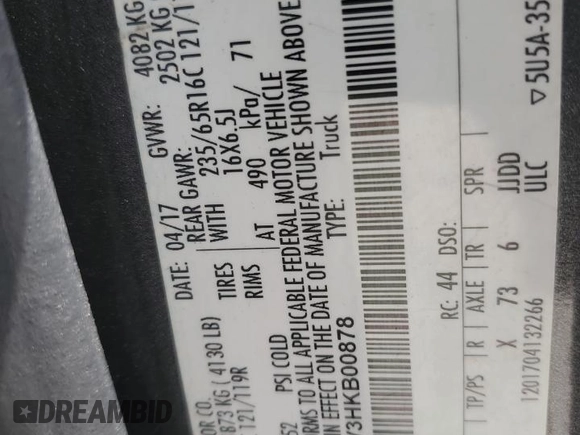 DATE: 04/17 GVWR: 4082 KG
OR CO. REAR GAWR: 2502 KG
873 KG ( 4130 LB) WITH 235/65R16C 121/1
121/119R TIRES 16X6.5J
RIMS AT 490 kPa/ 71
52 PSI COLD
RMS TO ALL APPLICABLE FEDERAL MOTOR VEHICLE
IN EFFECT ON THE DATE OF MANUFACTURE SHOWN ABOVE
3HKB00878 TYPE: Truck
RC: 44 DSO:
TP/PS R AXLE TR SPR
X 73 6 JJDD
1201704132266 ULC
▽ 5U5A-35
DREAMBID
DREAMBID